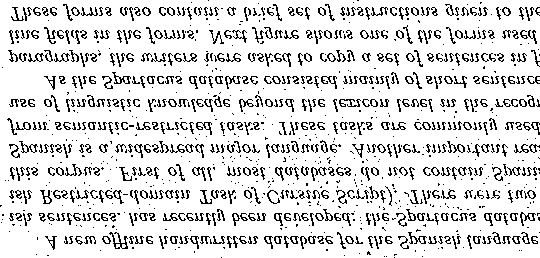 A new offline handwritten database for the Spanish language
ish sentences, has recently been developed: the Spartacus databas
ish Restricted-domain Task of Cursive Script). There were two
this corpus. First of all, most databases do not contain Spani
Spanish is a widespread major language. Another important rea
from semantic-restricted tasks. These tasks are commonly used
use of linguistic knowledge beyond the lexicon level in the recogn
As the Spartacus database consisted mainly of short sentence
paragraphs, the writers were asked to copy a set of sentences in f
line fields in the forms. Next figure shows one of the forms used
These forms also contain a brief set of instructions given to the